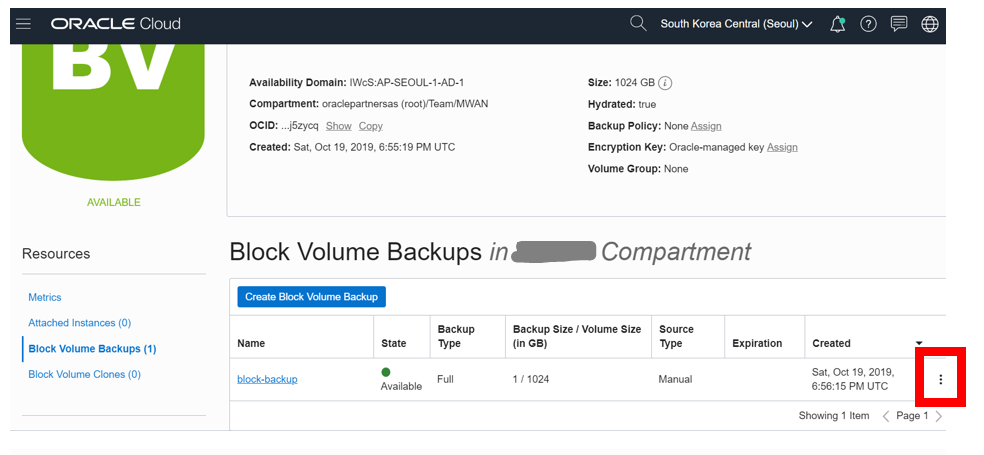 ORACLE Cloud
South Korea Central (Seoul)
BV
AVAILABLE
Availability Domain: IWcS:AP-SEOUL-1-AD-1
Compartment: oraclepartnersas (root)/Team/MWAN
OCID: ...j5zycq Show Copy
Created: Sat, Oct 19, 2019, 6:55:19 PM UTC
Size: 1024 GB i
Hydrated: true
Backup Policy: None Assign
Encryption Key: Oracle-managed key Assign
Volume Group: None
Resources
Metrics
Attached Instances (0)
Block Volume Backups (1)
Block Volume Clones (0)
Block Volume Backups in Compartment
Create Block Volume Backup
Name State Backup Type Backup Size / Volume Size (in GB) Source Type Expiration Created
block-backup Available Full 1 / 1024 Manual Sat, Oct 19, 2019, 6:56:15 PM UTC
Showing 1 Item < Page 1 >